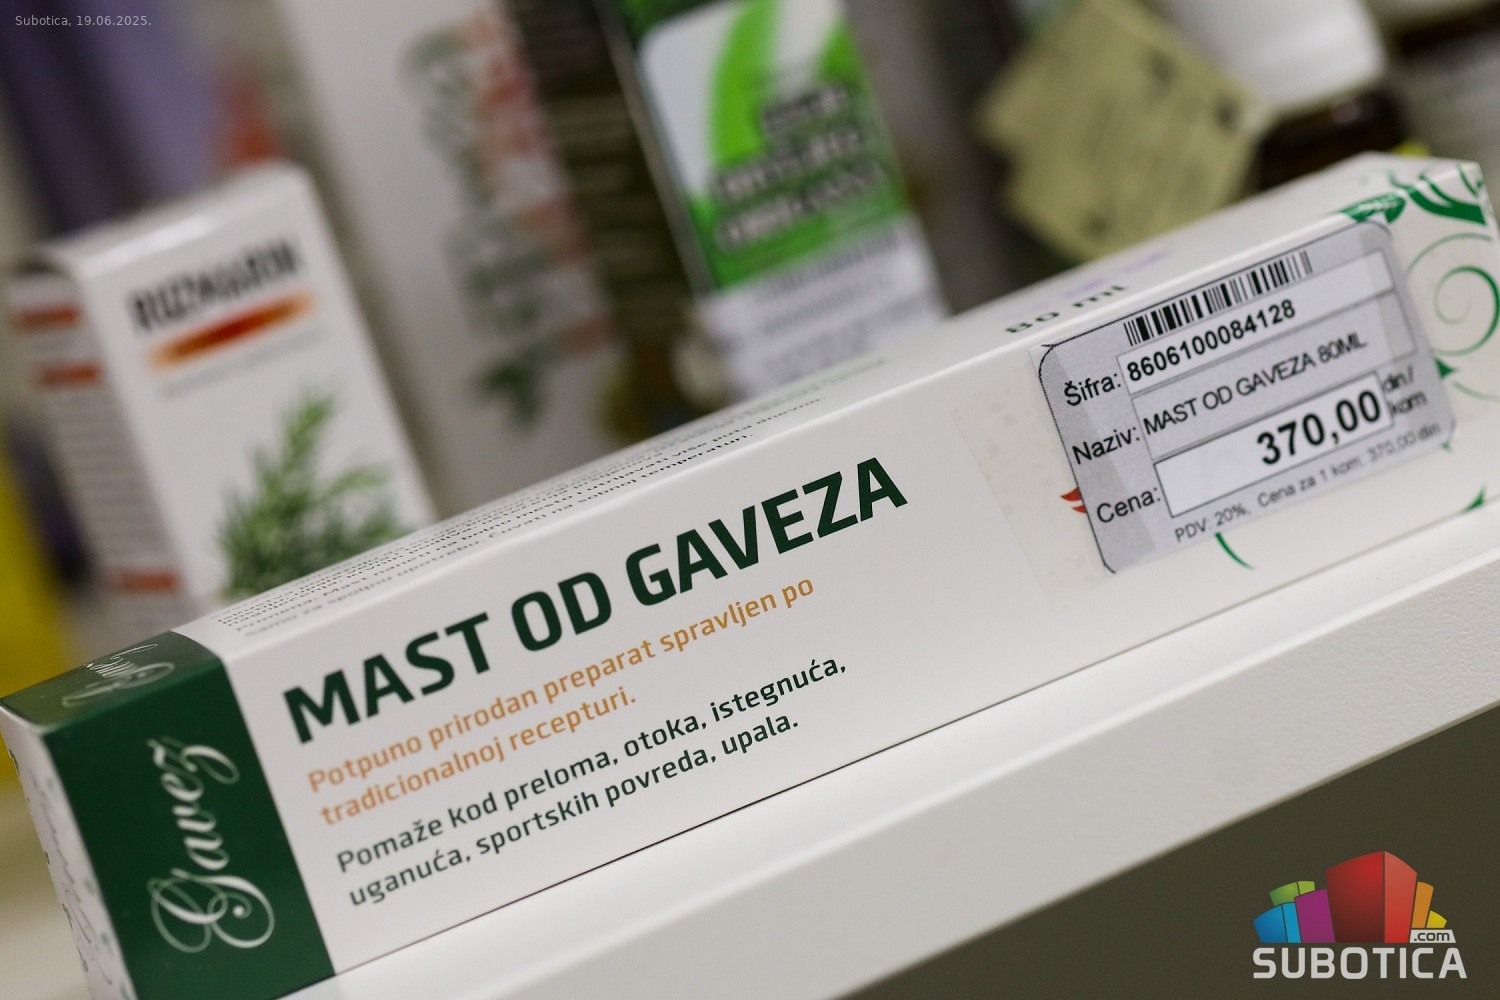 Subotica, 19.06.2025.
RUZMARIN
80 ml
8606100084128
Šifra:
Naziv: MAST OD GAVEZA 80ML
Cena: 370,00 din/
kom
PDV: 20%, Cena za 1 kom: 370,00 din
MAST OD GAVEZA
Potpuno prirodan preparat spravljen po
tradicionalnoj recepturi.
Pomaže kod preloma, otoka, istegnuća,
uganuća, sportskih povreda, upala.
Gavez
Gavez
.com
SUBOTICA